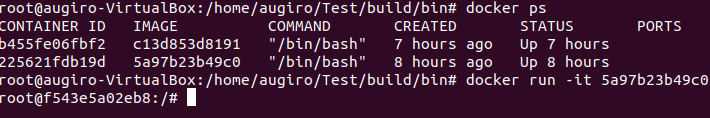 root@augiro-VirtualBox:/home/augiro/Test/build/bin# docker ps
CONTAINER ID IMAGE COMMAND CREATED STATUS PORTS
b455fe06fbf2 c13d853d8191 "/bin/bash" 7 hours ago Up 7 hours
225621fdb19d 5a97b23b49c0 "/bin/bash" 8 hours ago Up 8 hours
root@augiro-VirtualBox:/home/augiro/Test/build/bin# docker run -it 5a97b23b49c0
root@f543e5a02eb8:/#